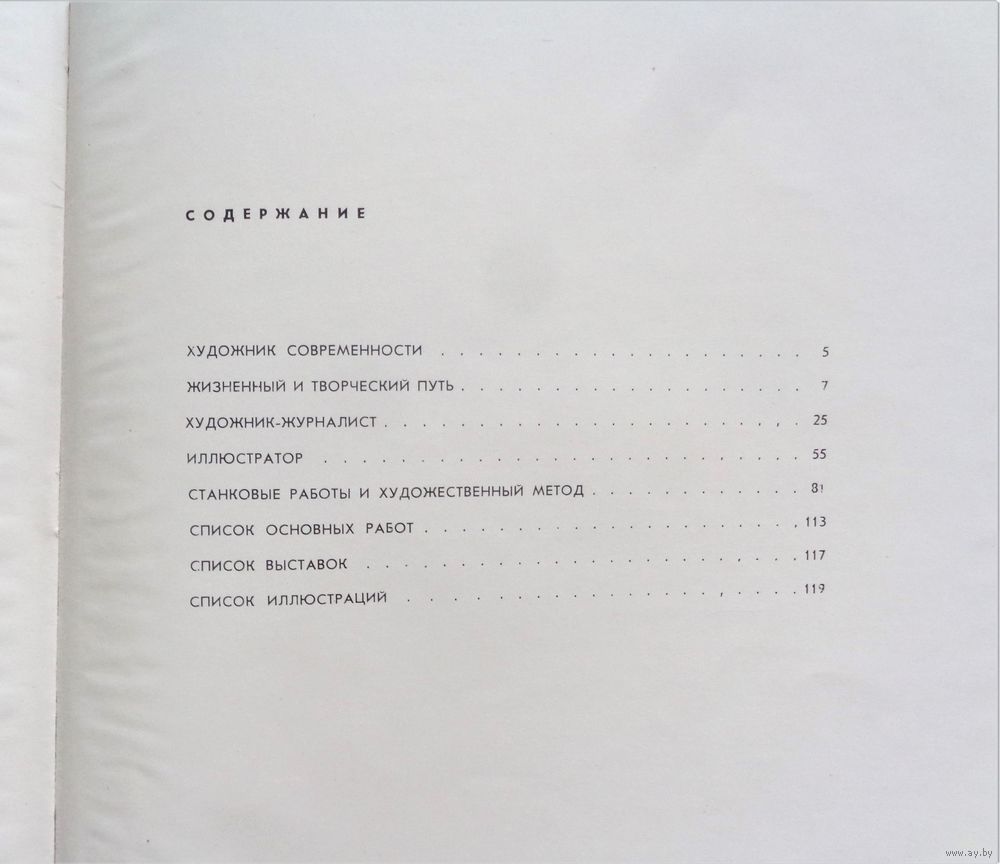 СОДЕРЖАНИЕ
ХУДОЖНИК СОВРЕМЕННОСТИ . . . . . . . . . . . . . . . . . . . . 5
ЖИЗНЕННЫЙ И ТВОРЧЕСКИЙ ПУТЬ . . . . . . . . . . . . . . . . . . . 7
ХУДОЖНИК-ЖУРНАЛИСТ . . . . . . . . . . . . . . . . . . . . . . 25
ИЛЛЮСТРАТОР . . . . . . . . . . . . . . . . . . . . . . . . . 55
СТАНКОВЫЕ РАБОТЫ И ХУДОЖЕСТВЕННЫЙ МЕТОД . . . . . . . . . . . . 81
СПИСОК ОСНОВНЫХ РАБОТ . . . . . . . . . . . . . . . . . . . . 113
СПИСОК ВЫСТАВОК . . . . . . . . . . . . . . . . . . . . . . . 117
СПИСОК ИЛЛЮСТРАЦИЙ . . . . . . . . . . . . . . . . . . . . . 119
www.ay.by